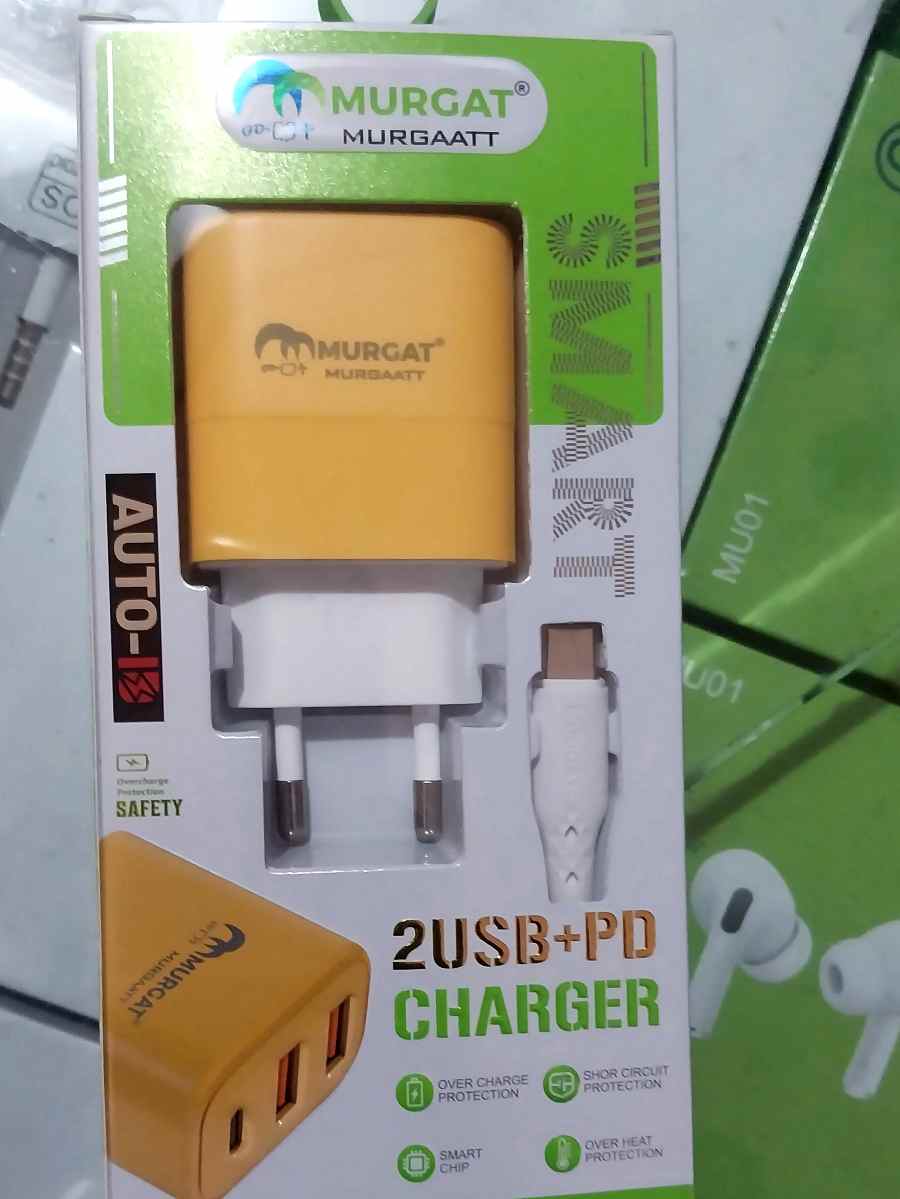 MURGAT®
MURGAATT
SMART
MURGAT®
MURGAATT
AUTO-ID
Overcharge
Protection
SAFETY
MURGAT
MURGAATT
2USB+PD
CHARGER
OVER CHARGE
PROTECTION
SHOR CIRCUIT
PROTECTION
SMART
CHIP
OVER HEAT
PROTECTION
MU01
U01